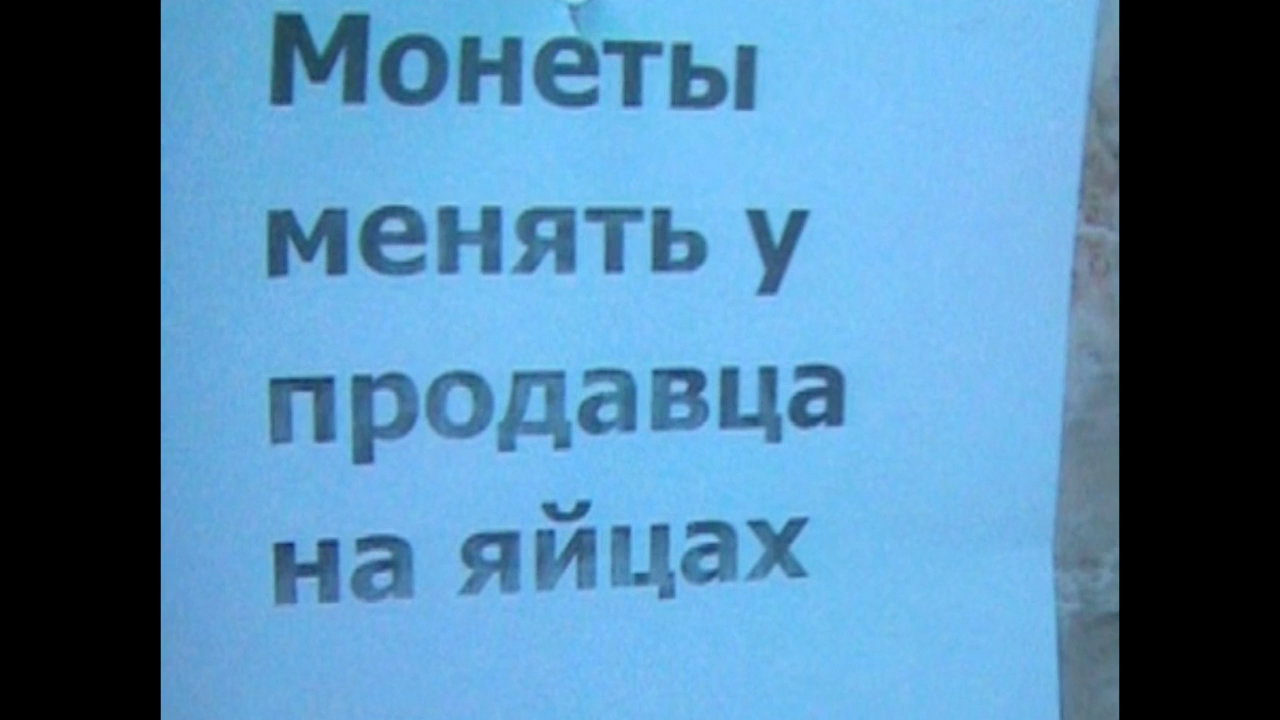 Монеты
менять у
продавца
на яйцах